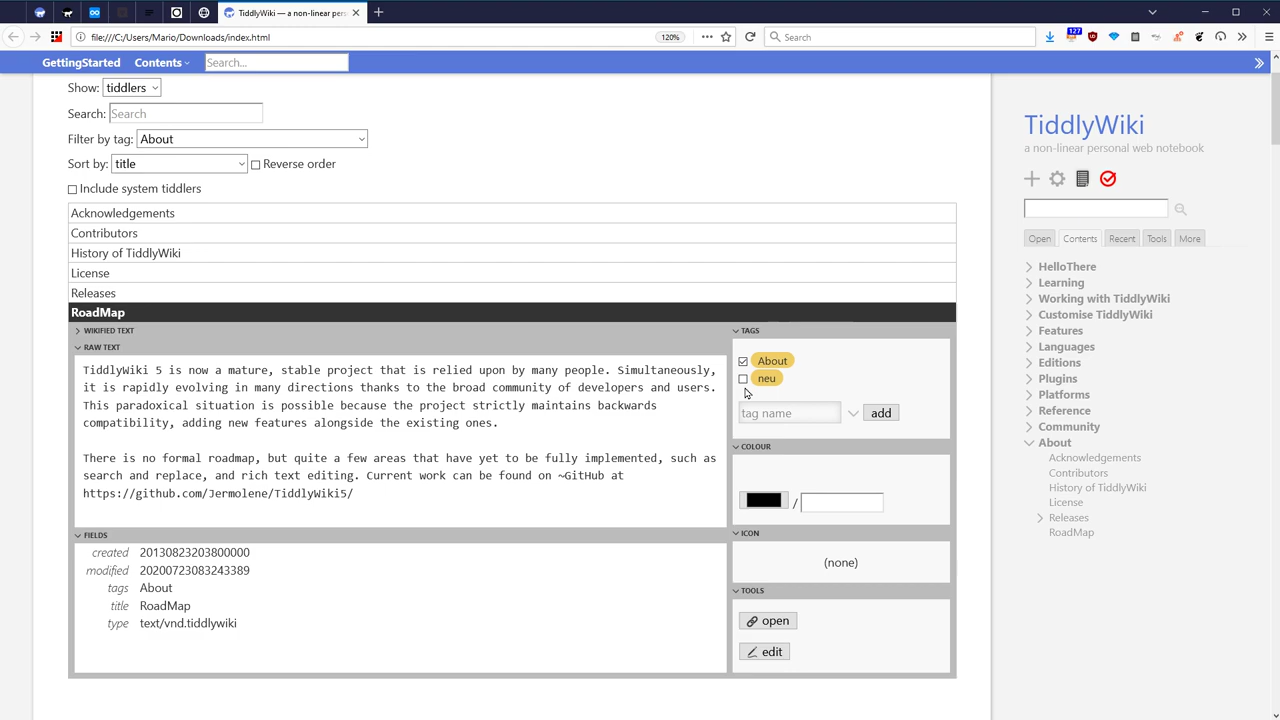 TiddlyWiki — a non-linear pers
file:///C:/Users/Mario/Downloads/index.html
120%
Search
127
GettingStarted
Contents
Search...
Show: tiddlers
Search: Search
Filter by tag: About
Sort by: title
Reverse order
Include system tiddlers
Acknowledgements
Contributors
History of TiddlyWiki
License
Releases
RoadMap
WIKIFIED TEXT
RAW TEXT
TiddlyWiki 5 is now a mature, stable project that is relied upon by many people. Simultaneously,
it is rapidly evolving in many directions thanks to the broad community of developers and users.
This paradoxical situation is possible because the project strictly maintains backwards
compatibility, adding new features alongside the existing ones.
There is no formal roadmap, but quite a few areas that have yet to be fully implemented, such as
search and replace, and rich text editing. Current work can be found on ~GitHub at
https://github.com/Jermolene/TiddlyWiki5/
FIELDS
created 20130823203800000
modified 20200723083243389
tags About
title RoadMap
type text/vnd.tiddlywiki
TAGS
About
neu
tag name
add
COLOUR
/
ICON
(none)
TOOLS
open
edit
TiddlyWiki
a non-linear personal web notebook
Open
Contents
Recent
Tools
More
HelloThere
Learning
Working with TiddlyWiki
Customise TiddlyWiki
Features
Languages
Editions
Plugins
Platforms
Reference
Community
About
Acknowledgements
Contributors
History of TiddlyWiki
License
Releases
RoadMap